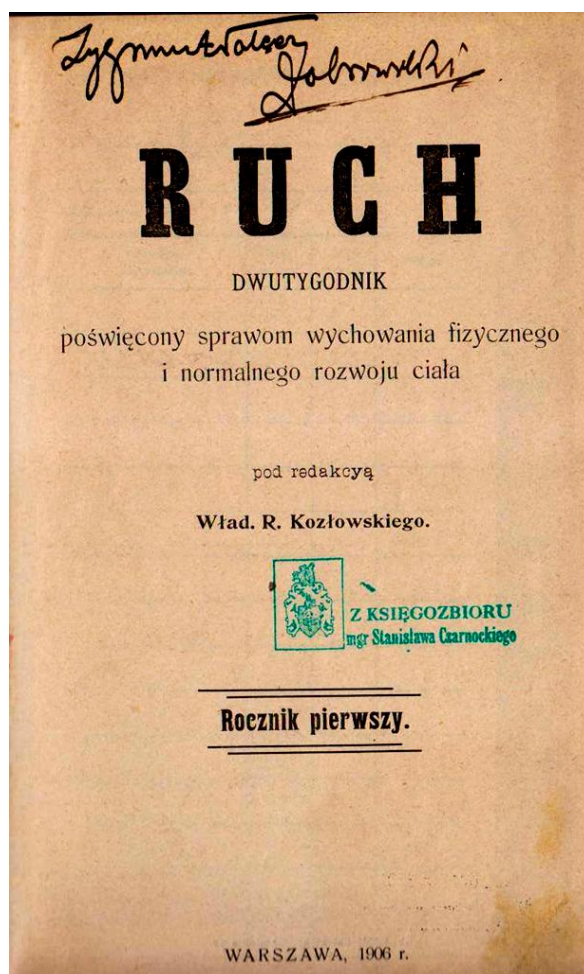 Zygmunt
Dobrowolski
RUCH
DWUTYGODNIK
poświęcony sprawom wychowania fizycznego
i normalnego rozwoju ciała
pod redakcyą
Wład. R. Kozłowskiego.
Z KSIĘGOZBIORU
mgr Stanisława Czarnockiego
Rocznik pierwszy.
WARSZAWA, 1906 r.